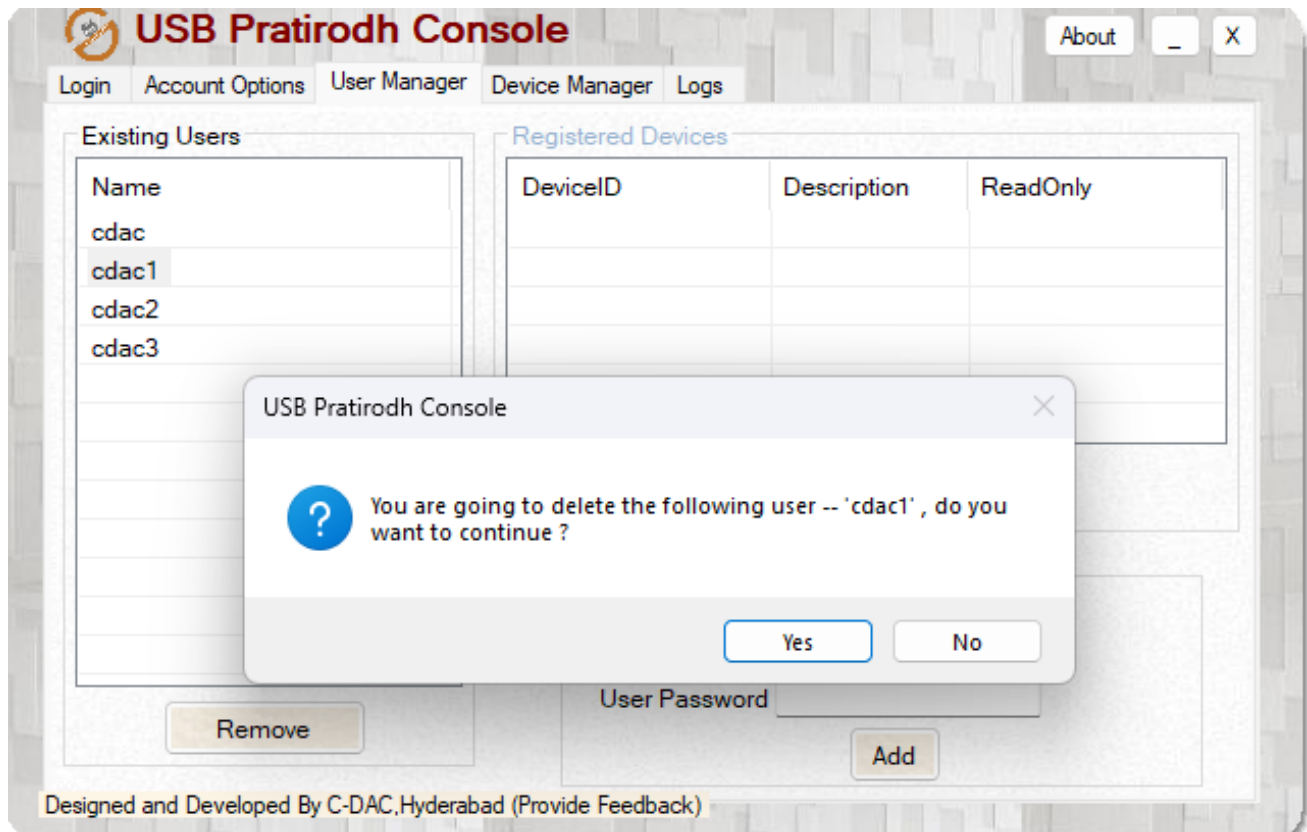 USB Pratirodh Console
About
_
X
Login
Account Options
User Manager
Device Manager
Logs
Existing Users
Name
cdac
cdac1
cdac2
cdac3
Remove
Registered Devices
DeviceID
Description
ReadOnly
USB Pratirodh Console
You are going to delete the following user -- 'cdac1' , do you
want to continue ?
Yes
No
User Password
Add
Designed and Developed By C-DAC,Hyderabad (Provide Feedback)